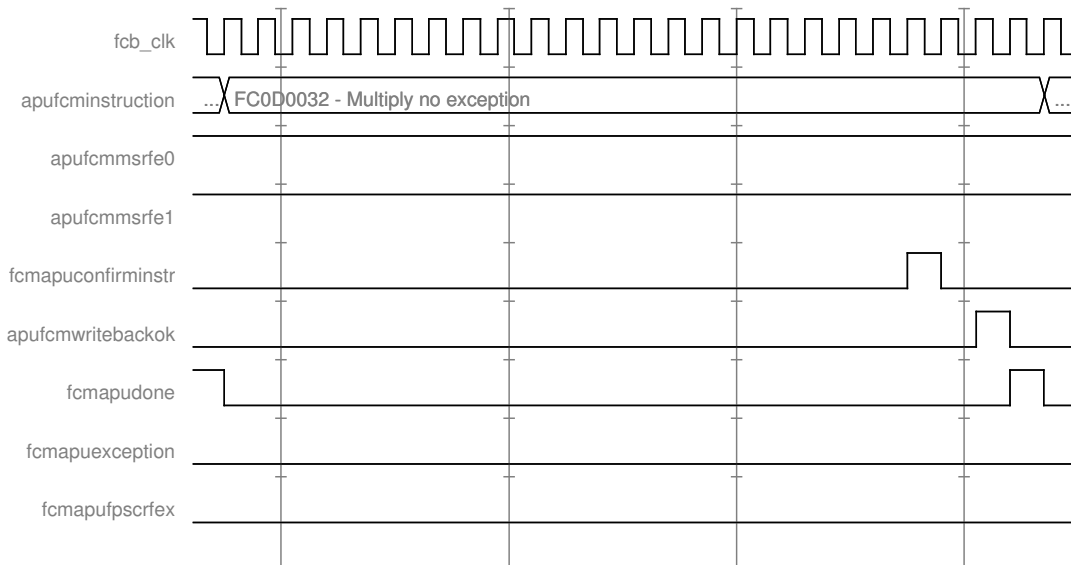 fcb_clk
apufcminstruction
... FC0D0032 - Multiply no exception ...
apufcmmsrfe0
apufcmmsrfe1
fcmapuconfirminstr
apufcmwritebackok
fcmapudone
fcmapuexception
fcmapufpscrfex